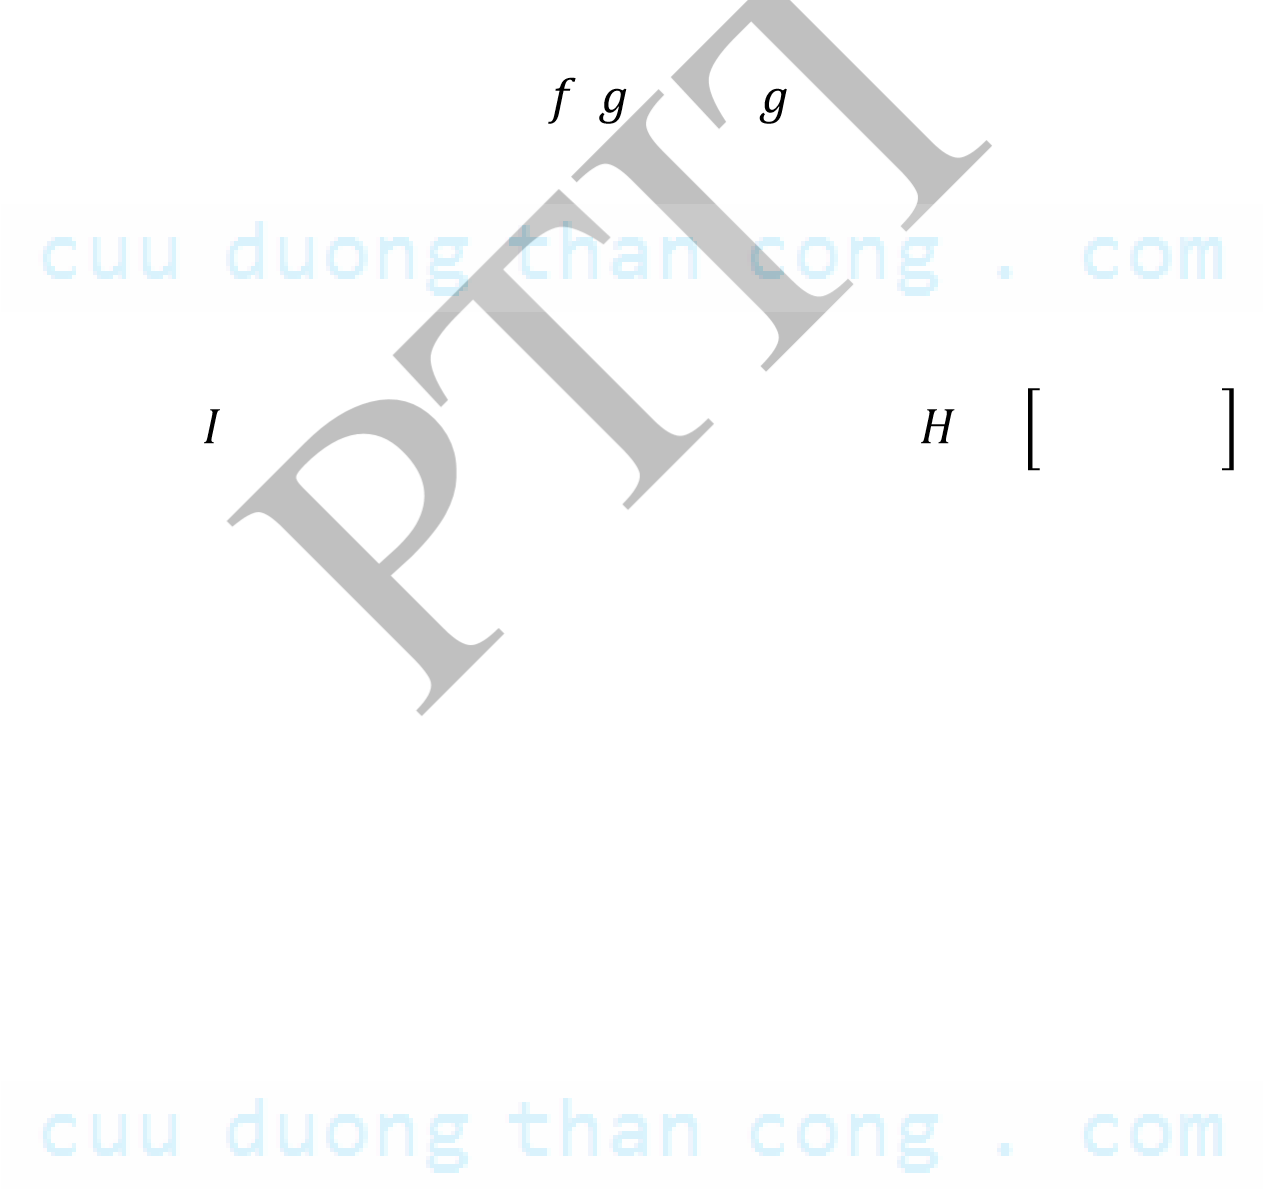 f g g
cuu duong than cong . com
I H [ ]
PTIT
cuu duong than cong . com